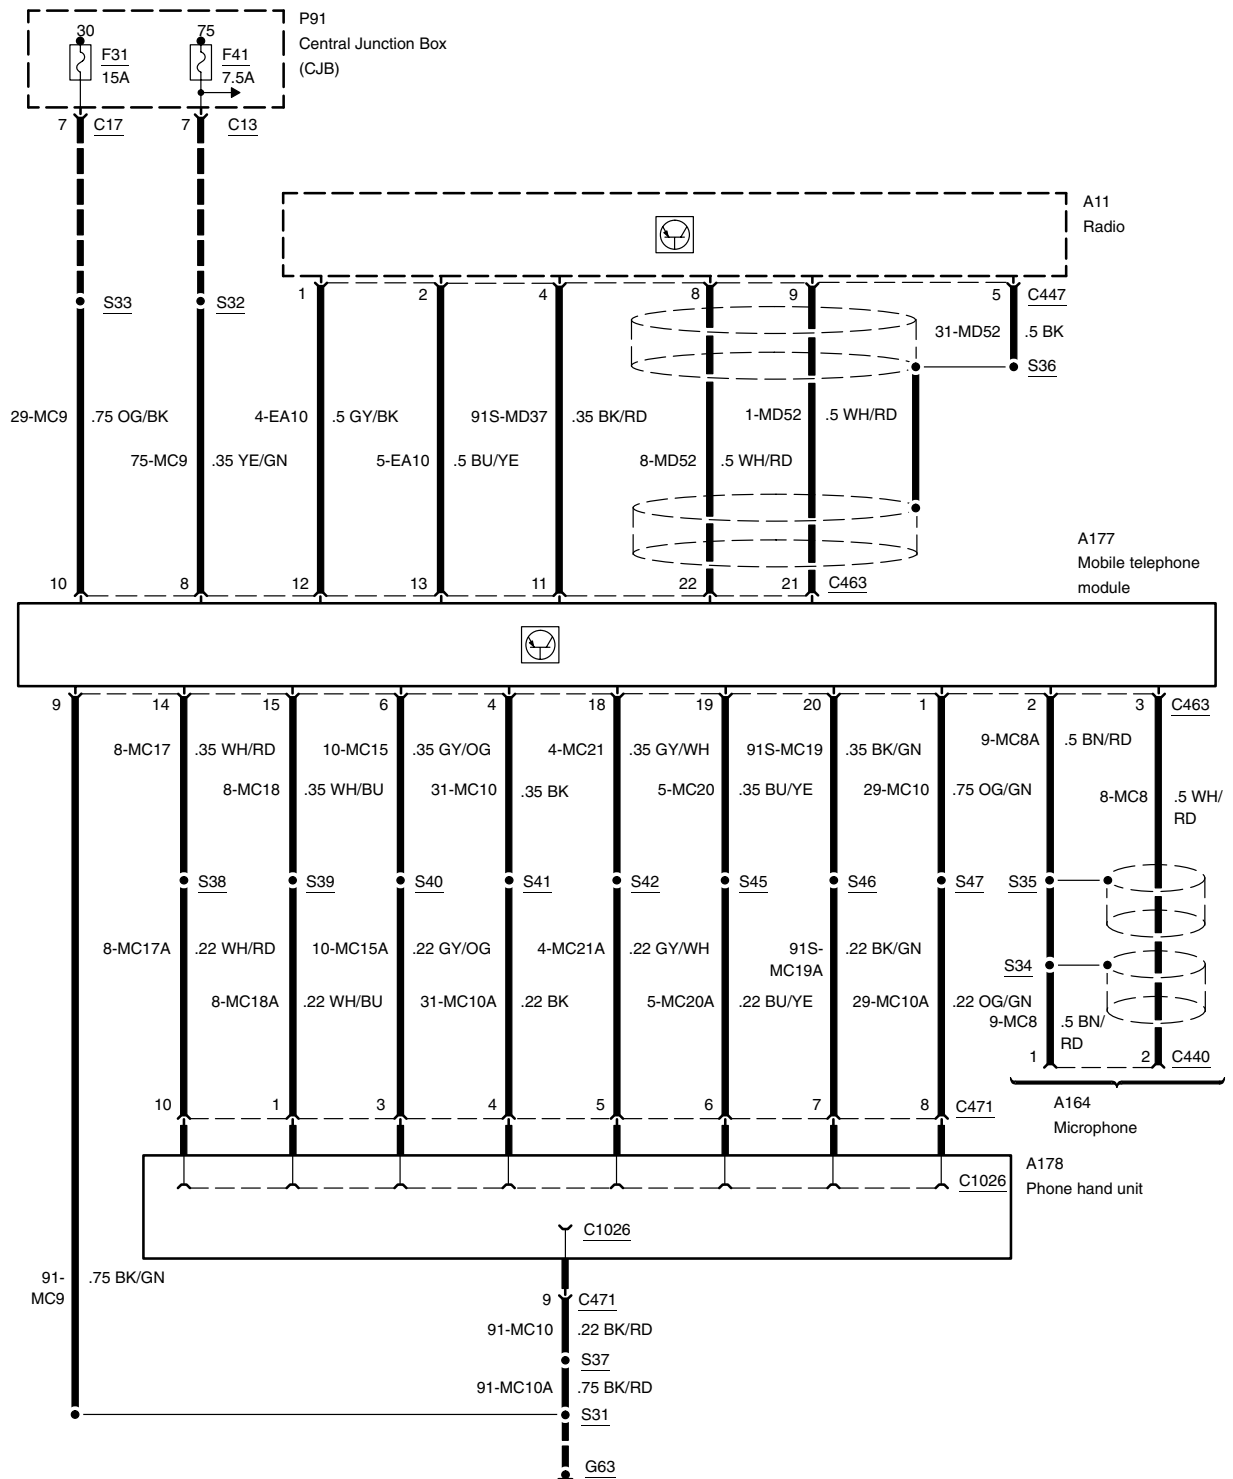 P91
Central Junction Box
(CJB)
30
75
F31
15A
F41
7.5A
7
C17
7
C13
A11
Radio
S33
S32
1
2
4
8
9
5
C447
31-MD52
.5 BK
S36
29-MC9
.75 OG/BK
4-EA10
.5 GY/BK
91S-MD37
.35 BK/RD
1-MD52
.5 WH/RD
75-MC9
.35 YE/GN
5-EA10
.5 BU/YE
8-MD52
.5 WH/RD
A177
Mobile telephone
module
10
8
12
13
11
22
21
C463
9
14
15
6
4
18
19
20
1
2
3
C463
8-MC17
.35 WH/RD
10-MC15
.35 GY/OG
4-MC21
.35 GY/WH
91S-MC19
.35 BK/GN
9-MC8A
.5 BN/RD
8-MC18
.35 WH/BU
31-MC10
.35 BK
5-MC20
.35 BU/YE
29-MC10
.75 OG/GN
8-MC8
.5 WH/
RD
S38
S39
S40
S41
S42
S45
S46
S47
S35
8-MC17A
.22 WH/RD
10-MC15A
.22 GY/OG
4-MC21A
.22 GY/WH
91S-
MC19A
.22 BK/GN
S34
8-MC18A
.22 WH/BU
31-MC10A
.22 BK
5-MC20A
.22 BU/YE
29-MC10A
.22 OG/GN
9-MC8
.5 BN/
RD
1
2
C440
10
1
3
4
5
6
7
8
C471
A164
Microphone
A178
Phone hand unit
C1026
C1026
91-
MC9
.75 BK/GN
9
C471
91-MC10
.22 BK/RD
S37
91-MC10A
.75 BK/RD
S31
G63